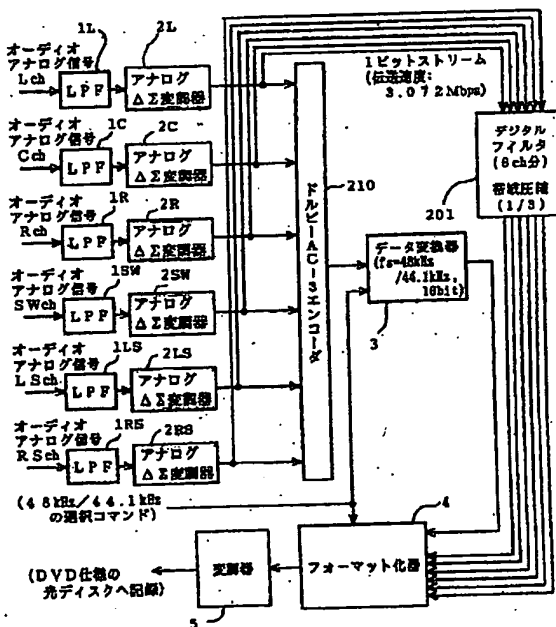 オーディオ
アナログ信号
Lch
1L
LPF
2L
アナログ
ΔΣ変調器
オーディオ
アナログ信号
Cch
1C
LPF
2C
アナログ
ΔΣ変調器
オーディオ
アナログ信号
Rch
1R
LPF
2R
アナログ
ΔΣ変調器
オーディオ
アナログ信号
SWch
1SW
LPF
2SW
アナログ
ΔΣ変調器
オーディオ
アナログ信号
LSch
1LS
LPF
2LS
アナログ
ΔΣ変調器
オーディオ
アナログ信号
RSch
1RS
LPF
2RS
アナログ
ΔΣ変調器
(48kHz/44.1kHz
の選択コマンド)
ドルビーAC-3エンコーダ
210
1ビットストリーム
(伝送速度:
3.072Mbps)
デジタル
フィルタ
(6ch分)
帯域圧縮
(1/3)
201
データ変換器
(fs=48kHz
/44.1kHz,
16bit)
3
4
フォーマット化器
変調器
5
(DVD仕様の
光ディスクへ記録)